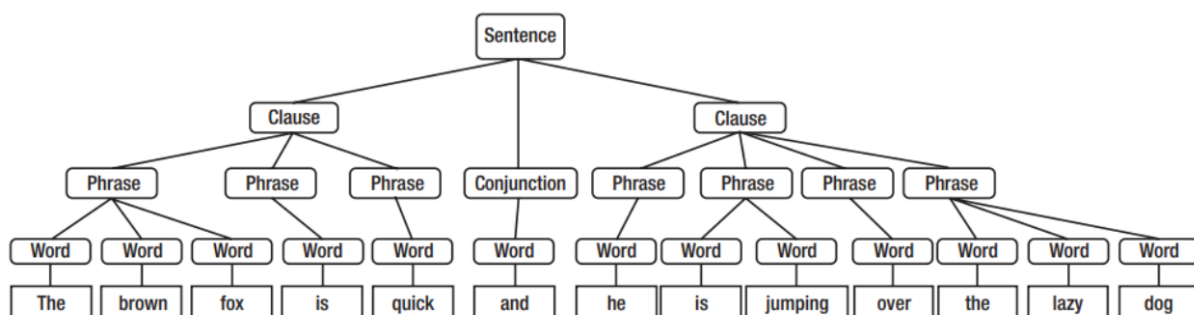 Sentence
Clause Clause
Phrase Phrase Phrase Conjunction Phrase Phrase Phrase Phrase
Word Word Word Word Word Word Word Word Word Word Word Word Word
The brown fox is quick and he is jumping over the lazy dog